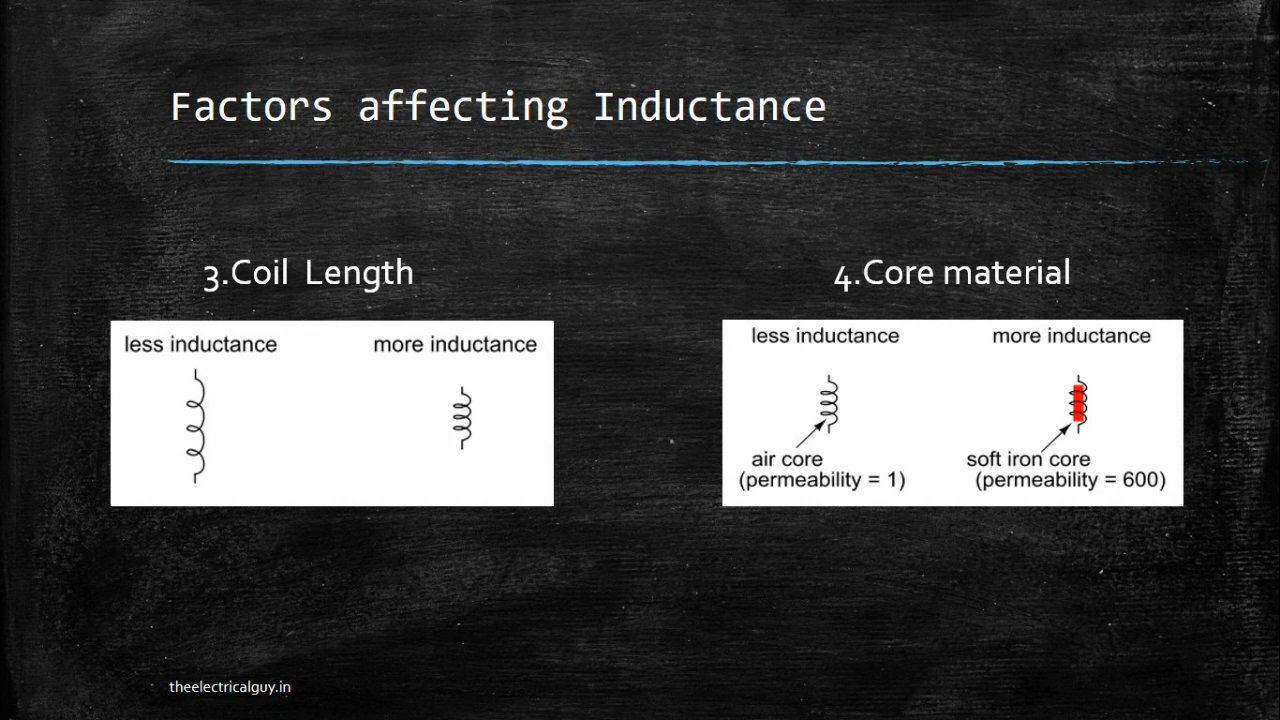 Factors affecting Inductance
3.Coil Length
4.Core material
less inductance
more inductance
less inductance
more inductance
air core
(permeability = 1)
soft iron core
(permeability = 600)
theelectricalguy.in